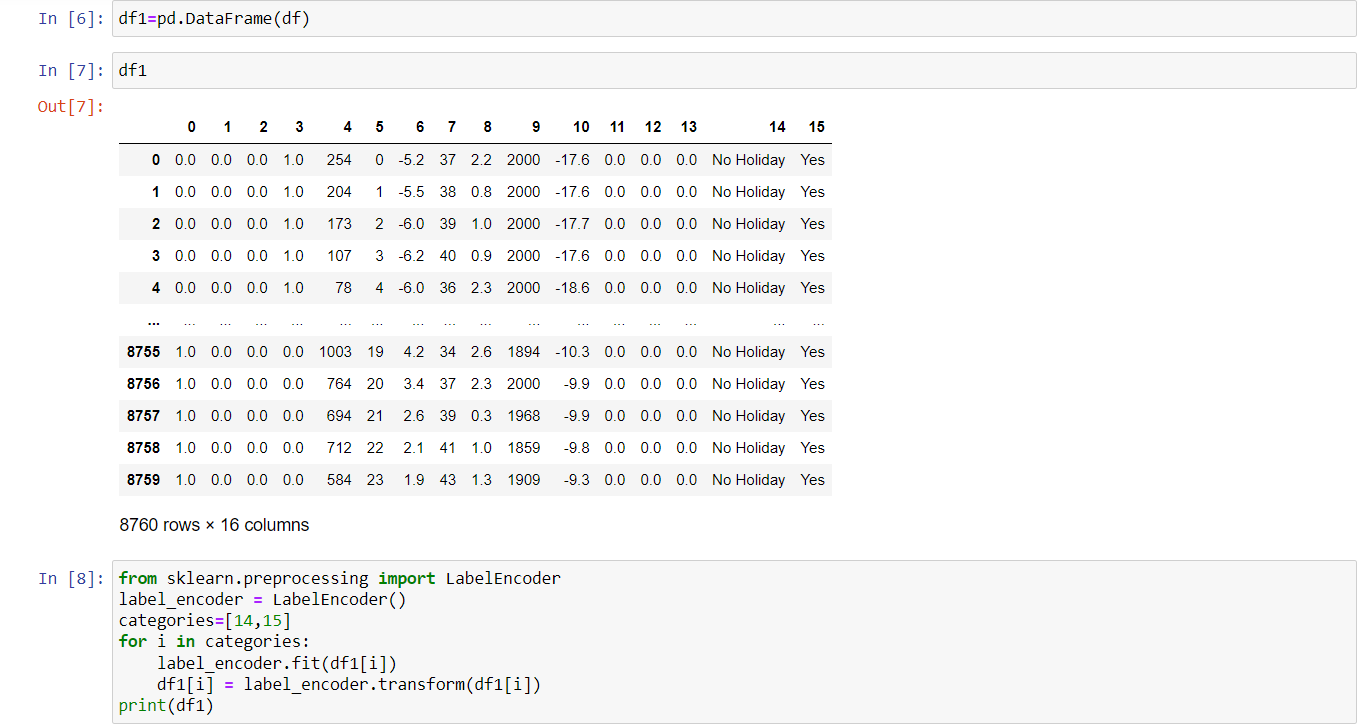 In [6]: df1=pd.DataFrame(df)
In [7]: df1
Out[7]:
0 1 2 3 4 5 6 7 8 9 10 11 12 13 14 15
0 0.0 0.0 0.0 1.0 254 0 -5.2 37 2.2 2000 -17.6 0.0 0.0 0.0 No Holiday Yes
1 0.0 0.0 0.0 1.0 204 1 -5.5 38 0.8 2000 -17.6 0.0 0.0 0.0 No Holiday Yes
2 0.0 0.0 0.0 1.0 173 2 -6.0 39 1.0 2000 -17.7 0.0 0.0 0.0 No Holiday Yes
3 0.0 0.0 0.0 1.0 107 3 -6.2 40 0.9 2000 -17.6 0.0 0.0 0.0 No Holiday Yes
4 0.0 0.0 0.0 1.0 78 4 -6.0 36 2.3 2000 -18.6 0.0 0.0 0.0 No Holiday Yes
... ... ... ... ... ... ... ... ... ... ... ... ... ... ... ... ...
8755 1.0 0.0 0.0 0.0 1003 19 4.2 34 2.6 1894 -10.3 0.0 0.0 0.0 No Holiday Yes
8756 1.0 0.0 0.0 0.0 764 20 3.4 37 2.3 2000 -9.9 0.0 0.0 0.0 No Holiday Yes
8757 1.0 0.0 0.0 0.0 694 21 2.6 39 0.3 1968 -9.9 0.0 0.0 0.0 No Holiday Yes
8758 1.0 0.0 0.0 0.0 712 22 2.1 41 1.0 1859 -9.8 0.0 0.0 0.0 No Holiday Yes
8759 1.0 0.0 0.0 0.0 584 23 1.9 43 1.3 1909 -9.3 0.0 0.0 0.0 No Holiday Yes
8760 rows × 16 columns
In [8]: from sklearn.preprocessing import LabelEncoder
label_encoder = LabelEncoder()
categories=[14,15]
for i in categories:
    label_encoder.fit(df1[i])
    df1[i] = label_encoder.transform(df1[i])
print(df1)